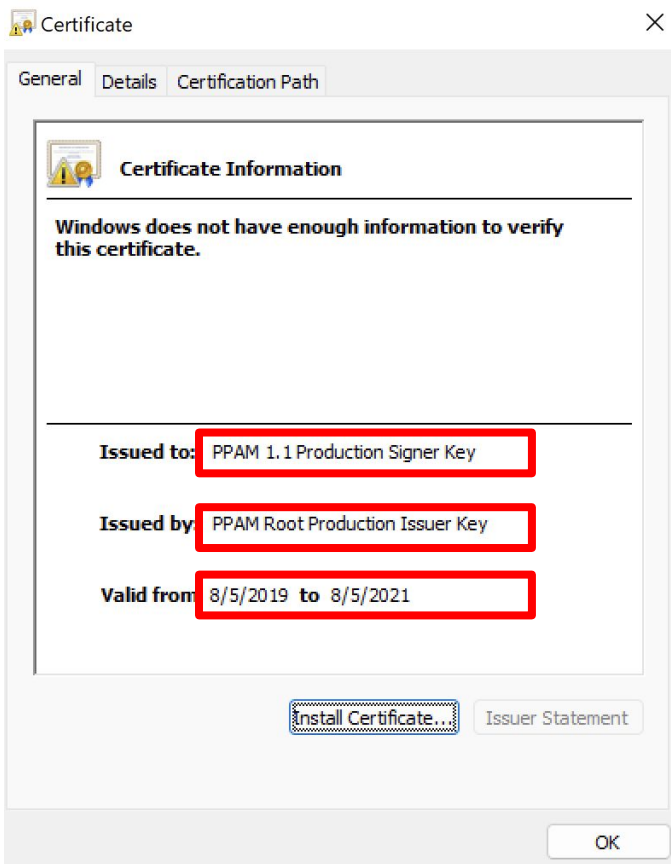 Certificate
General Details Certification Path
Certificate Information
Windows does not have enough information to verify
this certificate.
Issued to: PPAM 1.1 Production Signer Key
Issued by: PPAM Root Production Issuer Key
Valid from 8/5/2019 to 8/5/2021
Install Certificate... Issuer Statement
OK